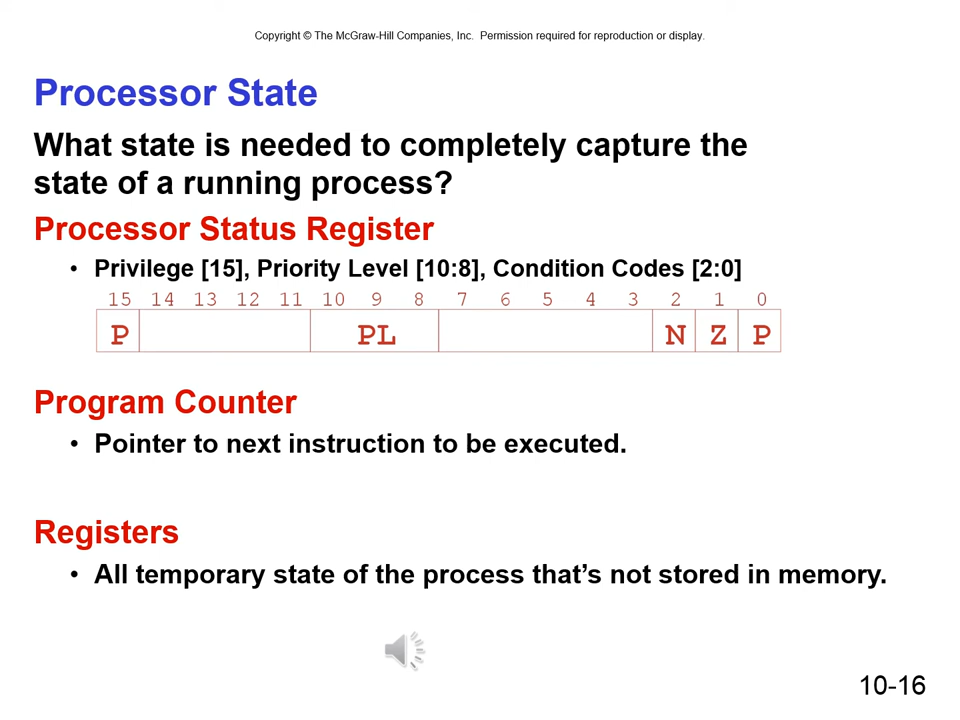 Copyright © The McGraw-Hill Companies, Inc.  Permission required for reproduction or display.
Processor State
What state is needed to completely capture the
state of a running process?
Processor Status Register
• Privilege [15], Priority Level [10:8], Condition Codes [2:0]
15 14 13 12 11 10 9 8 7 6 5 4 3 2 1 0
P PL N Z P
Program Counter
• Pointer to next instruction to be executed.
Registers
• All temporary state of the process that’s not stored in memory.
10-16